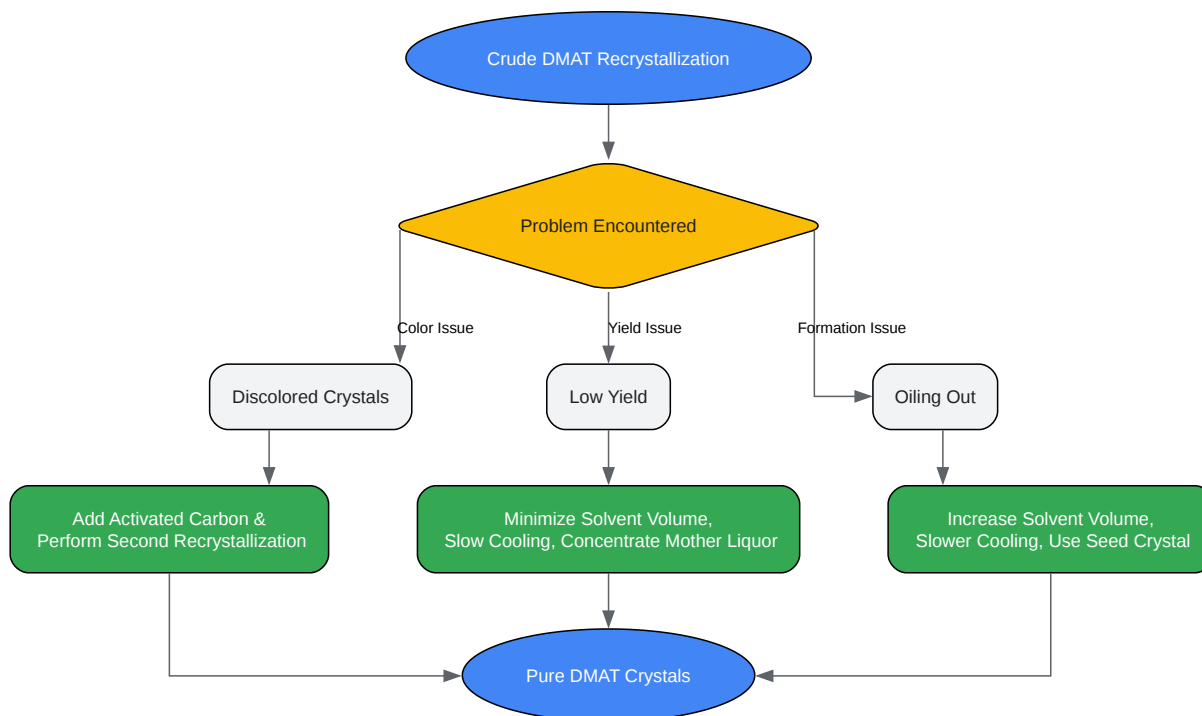 Crude DMAT Recrystallization
Problem Encountered
Color Issue
Yield Issue
Formation Issue
Discolored Crystals
Low Yield
Oiling Out
Add Activated Carbon &
Perform Second Recrystallization
Minimize Solvent Volume,
Slow Cooling, Concentrate Mother Liquor
Increase Solvent Volume,
Slower Cooling, Use Seed Crystal
Pure DMAT Crystals